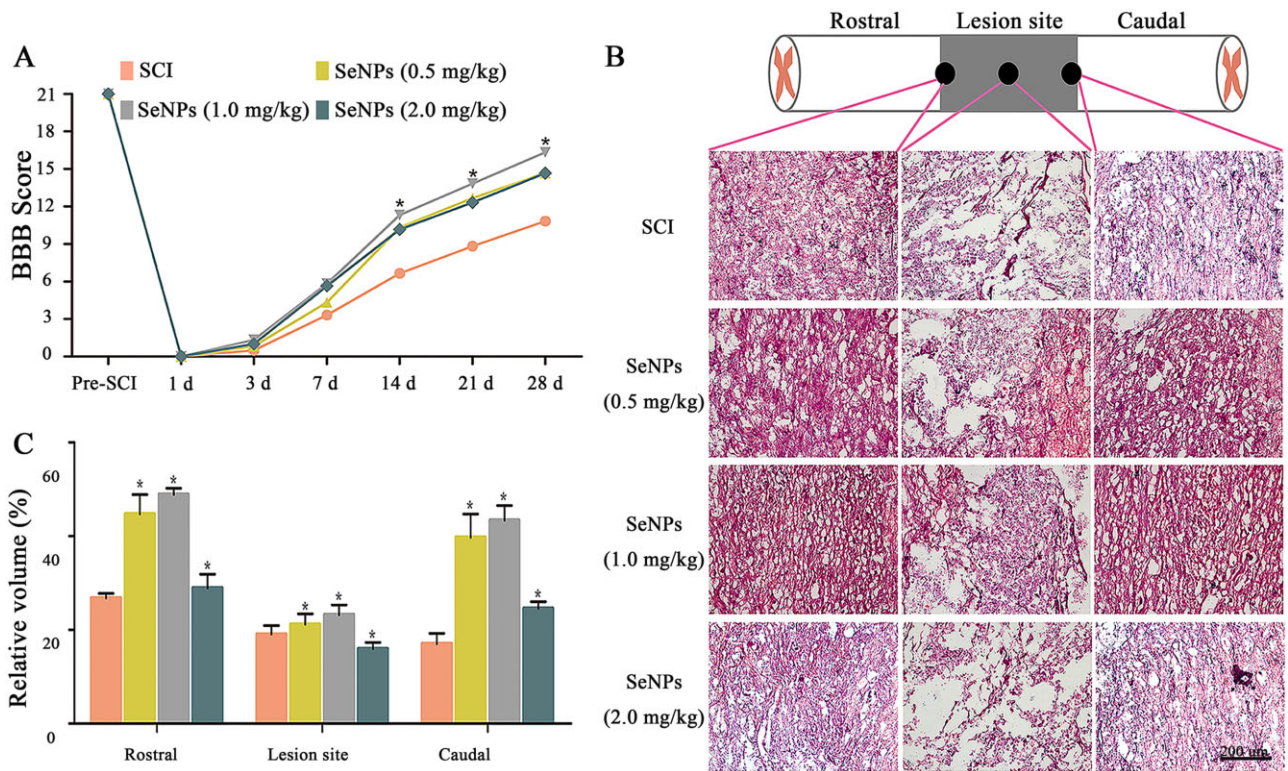 A
SCI
SeNPs (0.5 mg/kg)
SeNPs (1.0 mg/kg)
SeNPs (2.0 mg/kg)
BBB Score
21
18
15
12
9
6
3
0
Pre-SCI 1 d 3 d 7 d 14 d 21 d 28 d
* * *
B
Rostral Lesion site Caudal
SCI
SeNPs
(0.5 mg/kg)
SeNPs
(1.0 mg/kg)
SeNPs
(2.0 mg/kg)
200 um
C
Relative volume (%)
60
40
20
0
* * * * * * * * *
Rostral Lesion site Caudal